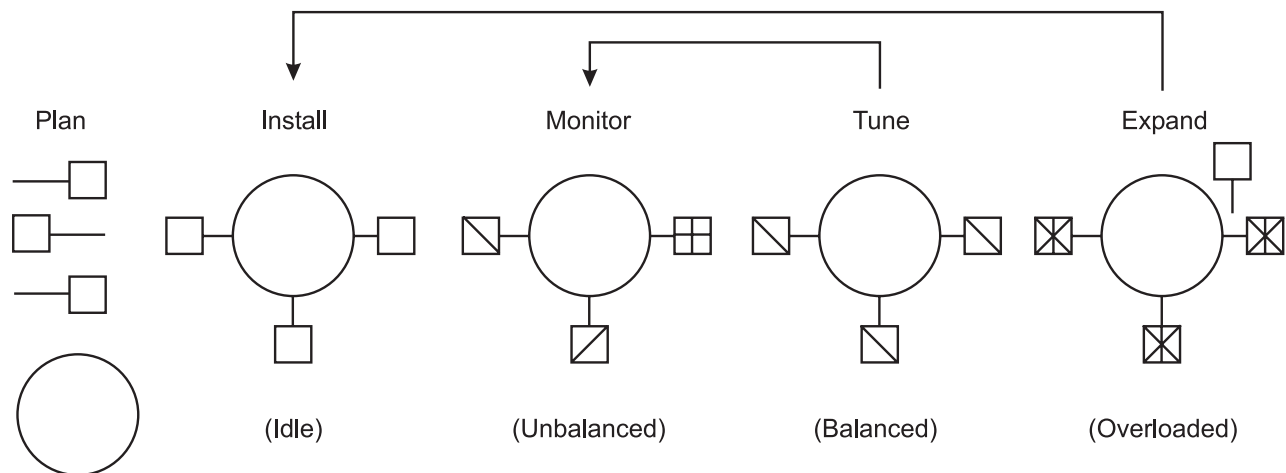 Plan
Install
Monitor
Tune
Expand
(Idle)
(Unbalanced)
(Balanced)
(Overloaded)